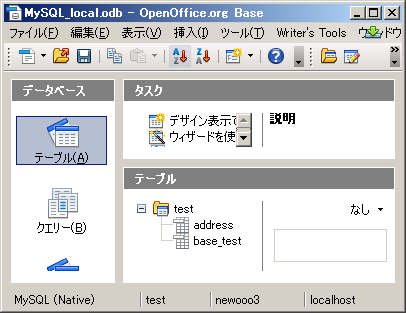 MySQL_local.odb - OpenOffice.org Base
ファイル(F) 編集(E) 表示(V) 挿入(I) ツール(T) Writer's Tools ウ ドウ
データベース
タスク
テーブル(A)
クエリー(B)
デザイン表示で
ウィザードを使
説明
テーブル
test
address
base_test
なし
MySQL (Native) test newooo3 localhost